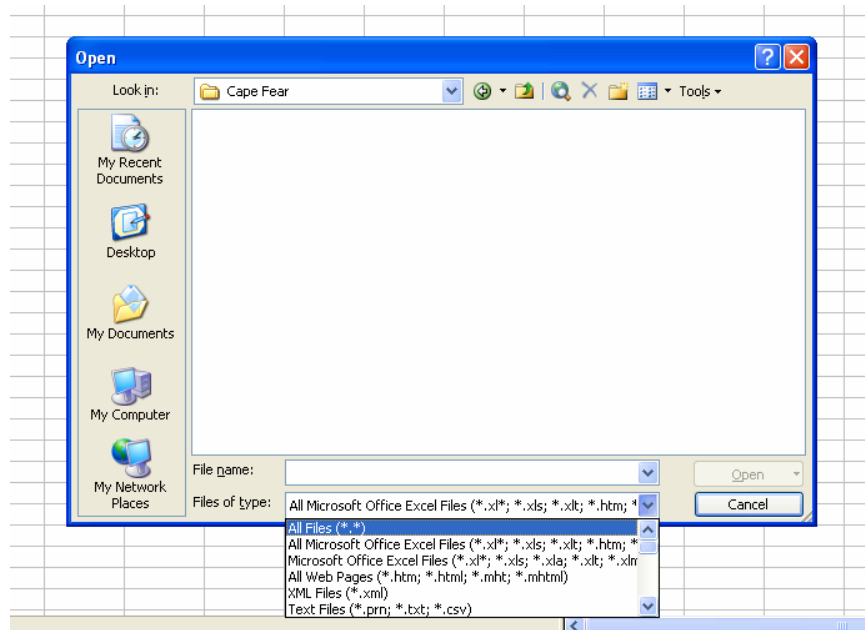 Open
Look in:
Cape Fear
Tools
My Recent
Documents
Desktop
My Documents
My Computer
My Network
Places
File name:
Open
Files of type:
All Microsoft Office Excel Files (*.xl*; *.xls; *.xlt; *.htm; *
Cancel
All Files (*.*)
All Microsoft Office Excel Files (*.xl*; *.xls; *.xlt; *.htm; *
Microsoft Office Excel Files (*.xl*; *.xls; *.xla; *.xlt; *.xlm
All Web Pages (*.htm; *.html; *.mht; *.mhtml)
XML Files (*.xml)
Text Files (*.prn; *.txt; *.csv)